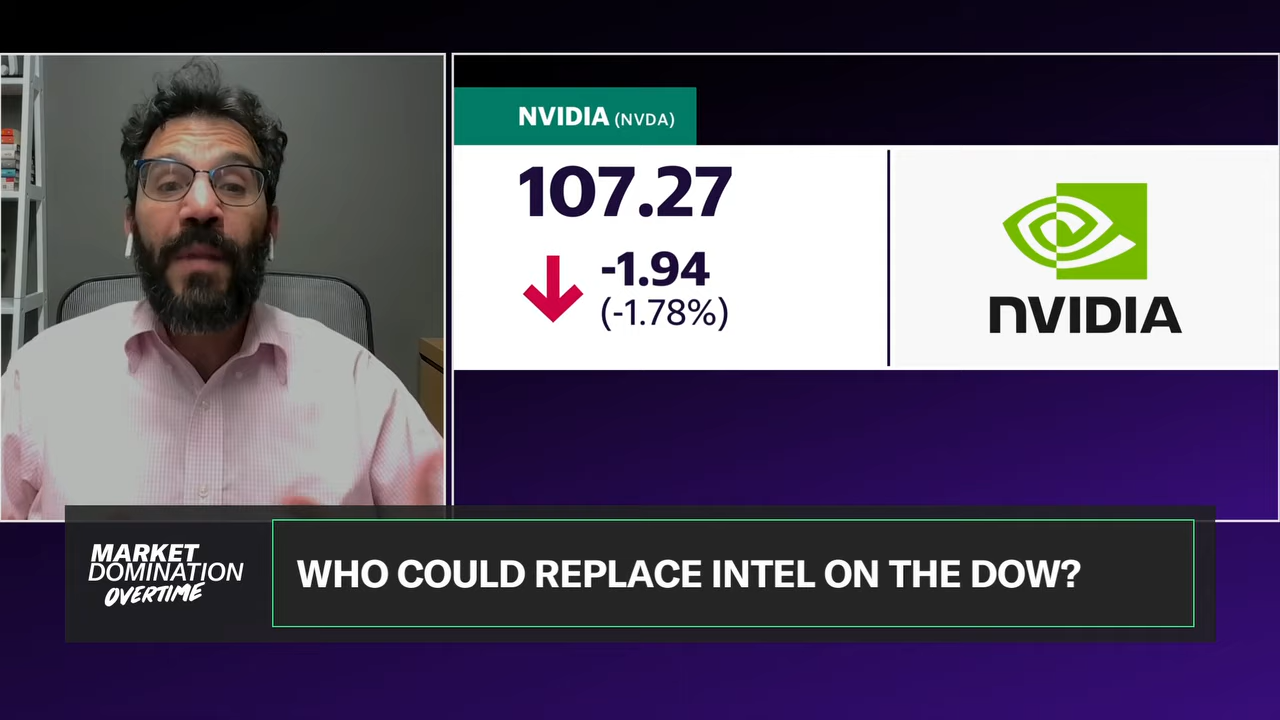 NVIDIA (NVDA)
107.27
-1.94
(-1.78%)
NVIDIA
MARKET
DOMINATION
OVERTIME
WHO COULD REPLACE INTEL ON THE DOW?